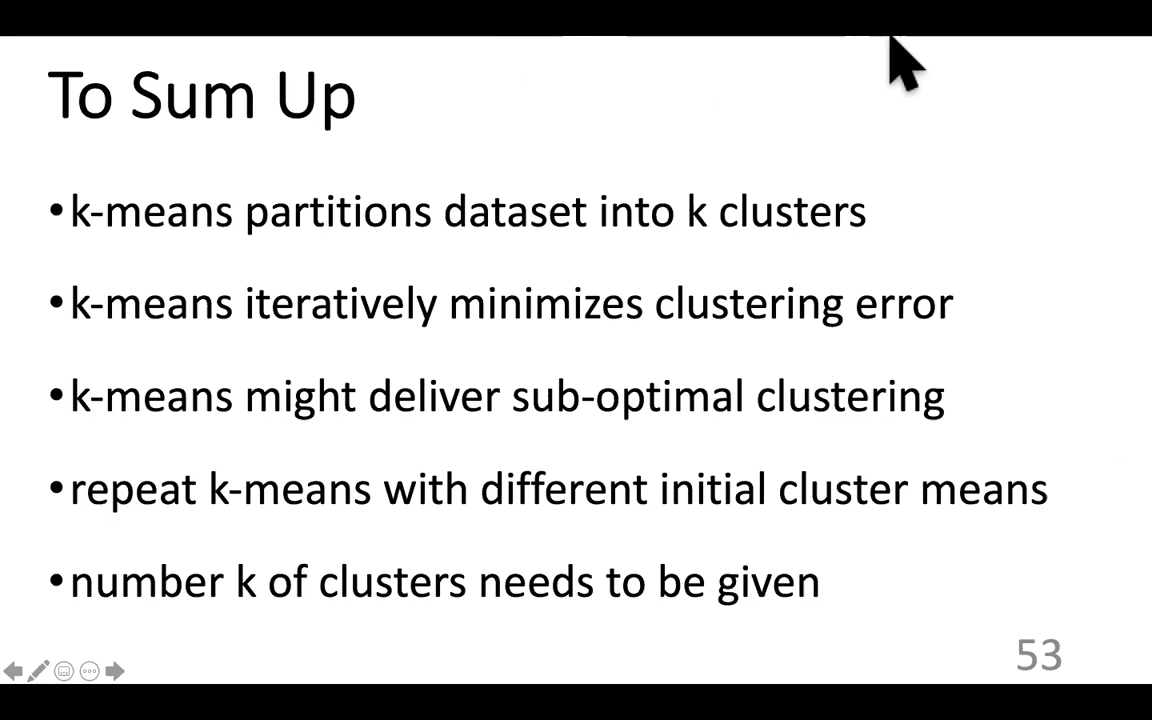 To Sum Up
•k-means partitions dataset into k clusters
•k-means iteratively minimizes clustering error
•k-means might deliver sub-optimal clustering
•repeat k-means with different initial cluster means
•number k of clusters needs to be given
53